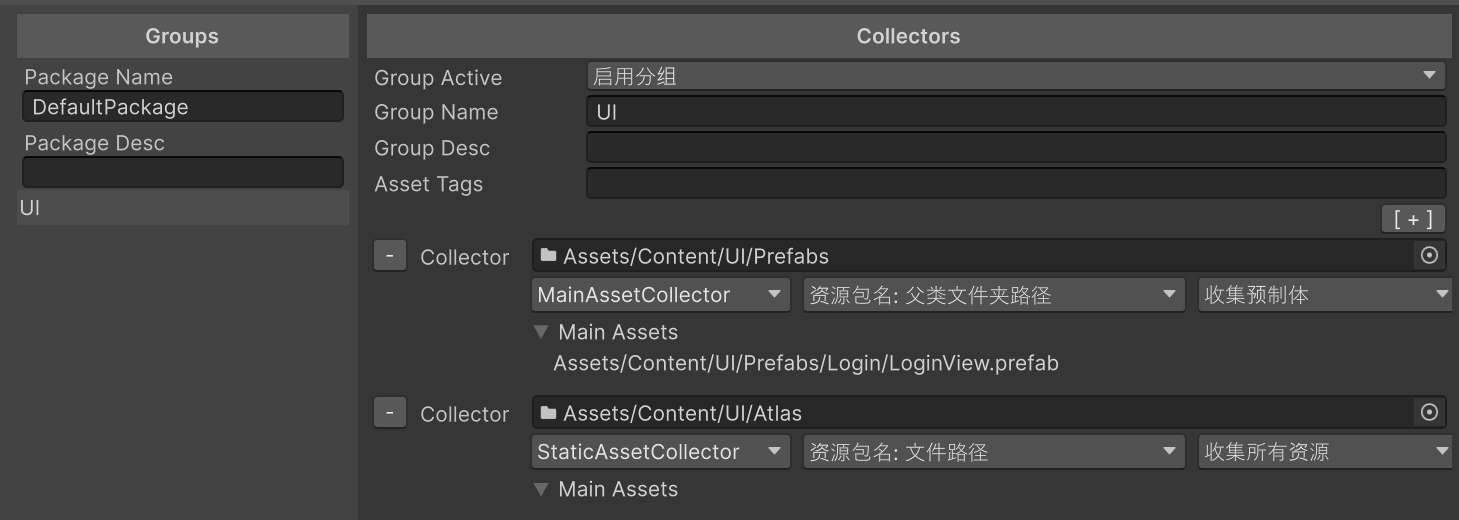 Groups
Package Name
DefaultPackage
Package Desc
UI
Collectors
Group Active 启用分组
Group Name UI
Group Desc
Asset Tags
[ + ]
- Collector Assets/Content/UI/Prefabs
MainAssetCollector 资源包名: 父类文件夹路径 收集预制体
Main Assets
Assets/Content/UI/Prefabs/Login/LoginView.prefab
- Collector Assets/Content/UI/Atlas
StaticAssetCollector 资源包名: 文件路径 收集所有资源
Main Assets